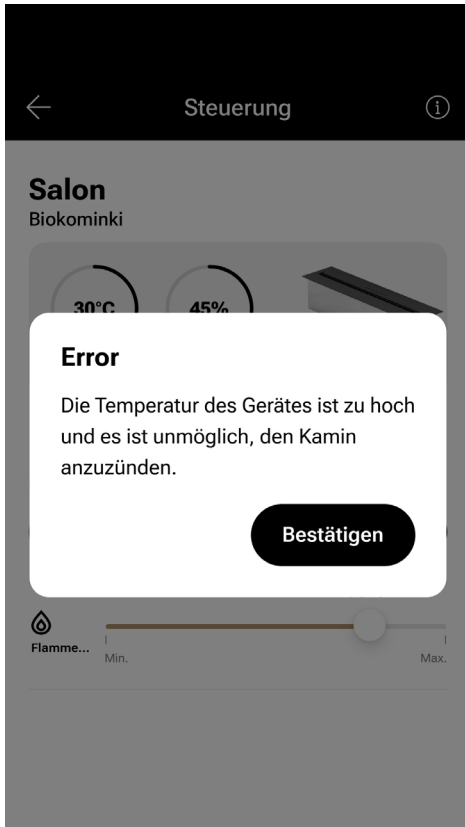 Steuerung
Salon
Biokominki
30°C
45%
Error
Die Temperatur des Gerätes ist zu hoch
und es ist unmöglich, den Kamin
anzuzünden.
Bestätigen
Flamme...
Min.
Max.